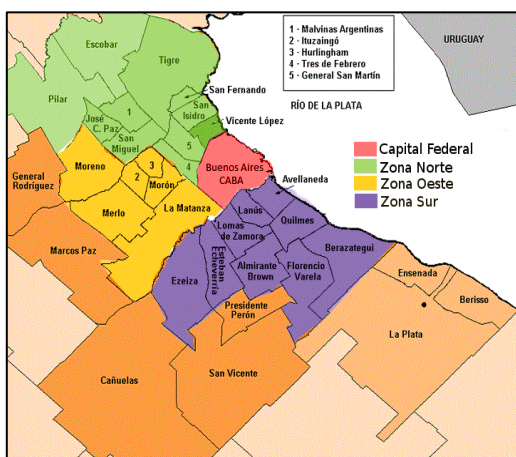 1 - Malvinas Argentinas
2 - Ituzaingó
3 - Hurlingham
4 - Tres de Febrero
5 - General San Martín
URUGUAY
Escobar
Tigre
San Fernando
RÍO DE LA PLATA
Pilar
1
San
Isidro
Vicente López
José
C. Paz
San
Miguel
5
4
Capital Federal
Zona Norte
Zona Oeste
Zona Sur
General
Rodríguez
Moreno
3
2
Morón
Buenos Aires
CABA
Avellaneda
Merlo
La Matanza
Lanús
Quilmes
Lomas
de Zamora
Marcos Paz
Berazategui
Ezeiza
Esteban
Echeverría
Almirante
Brown
Florencio
Varela
Ensenada
Berisso
Presidente
Perón
La Plata
Cañuelas
San Vicente